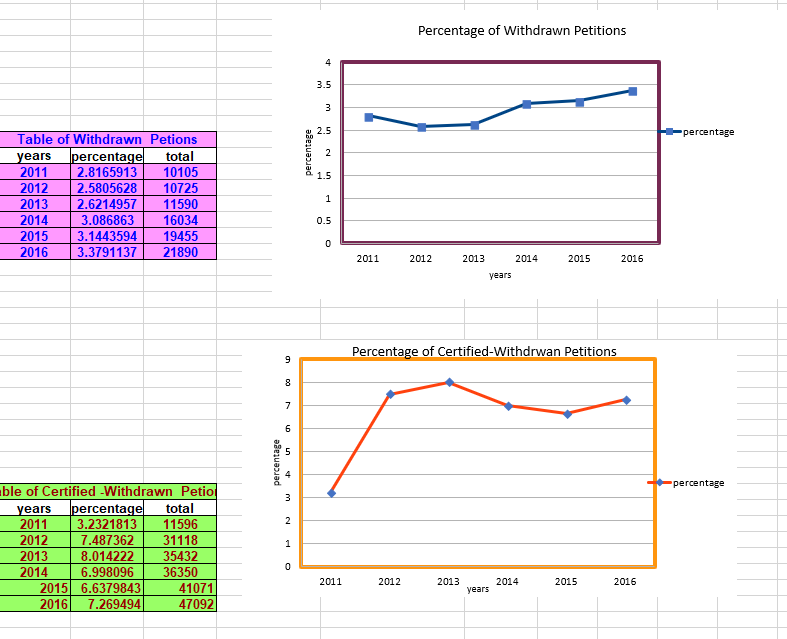 Percentage of Withdrawn Petitions
4
3.5
3
2.5
2
1.5
1
0.5
0
percentage
2011 2012 2013 2014 2015 2016
years
percentage
Table of Withdrawn Petions
years percentage total
2011 2.8165913 10105
2012 2.5805628 10725
2013 2.6214957 11590
2014 3.086863 16034
2015 3.1443594 19455
2016 3.3791137 21890
Percentage of Certified-Withdrwan Petitions
9
8
7
6
5
4
3
2
1
0
percentage
2011 2012 2013 2014 2015 2016
years
percentage
ble of Certified -Withdrawn Petio
years percentage total
2011 3.2321813 11596
2012 7.487362 31118
2013 8.014222 35432
2014 6.998096 36350
2015 6.6379843 41071
2016 7.269494 47092